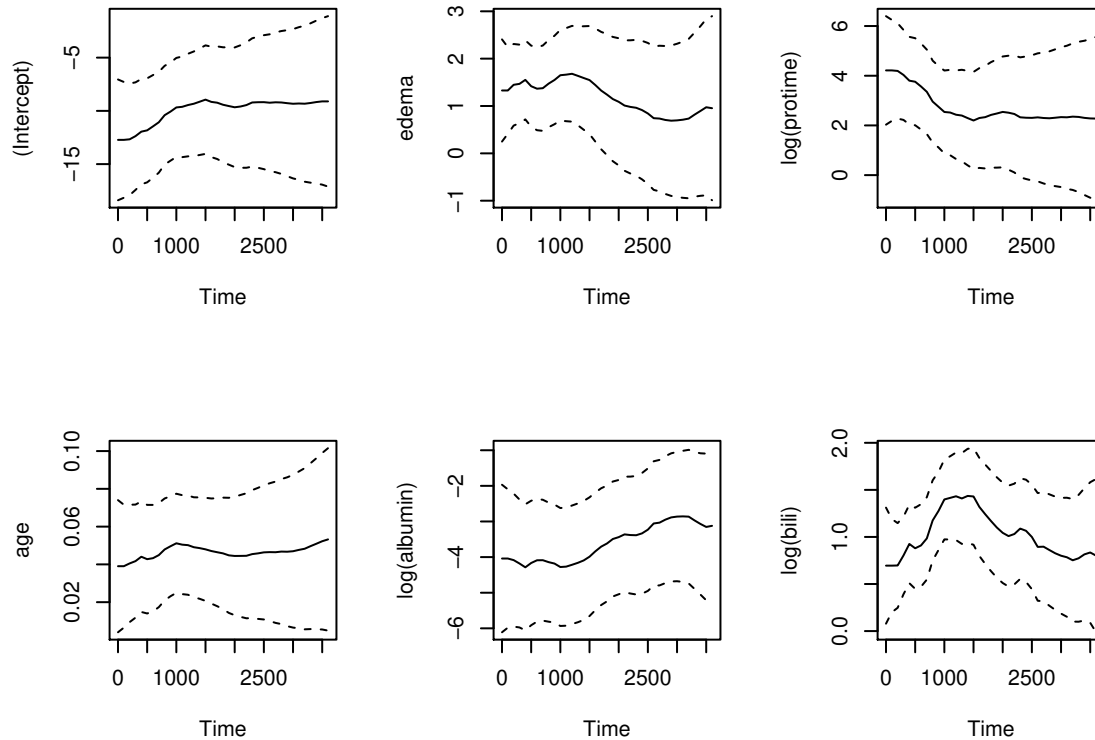 (Intercept)
−5
−15
0 1000 2500
Time
edema
3
2
1
0
−1
0 1000 2500
Time
log(protime)
6
4
2
0
0 1000 2500
Time
age
0.10
0.06
0.02
0 1000 2500
Time
log(albumin)
−2
−4
−6
0 1000 2500
Time
log(bili)
2.0
1.0
0.0
0 1000 2500
Time